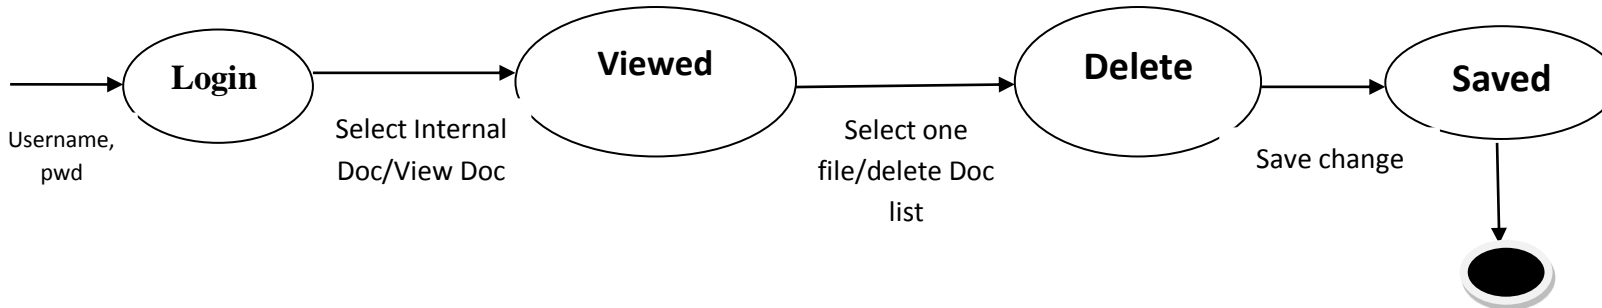 Login
Viewed
Delete
Saved
Username,
pwd
Select Internal
Doc/View Doc
Select one
file/delete Doc
list
Save change